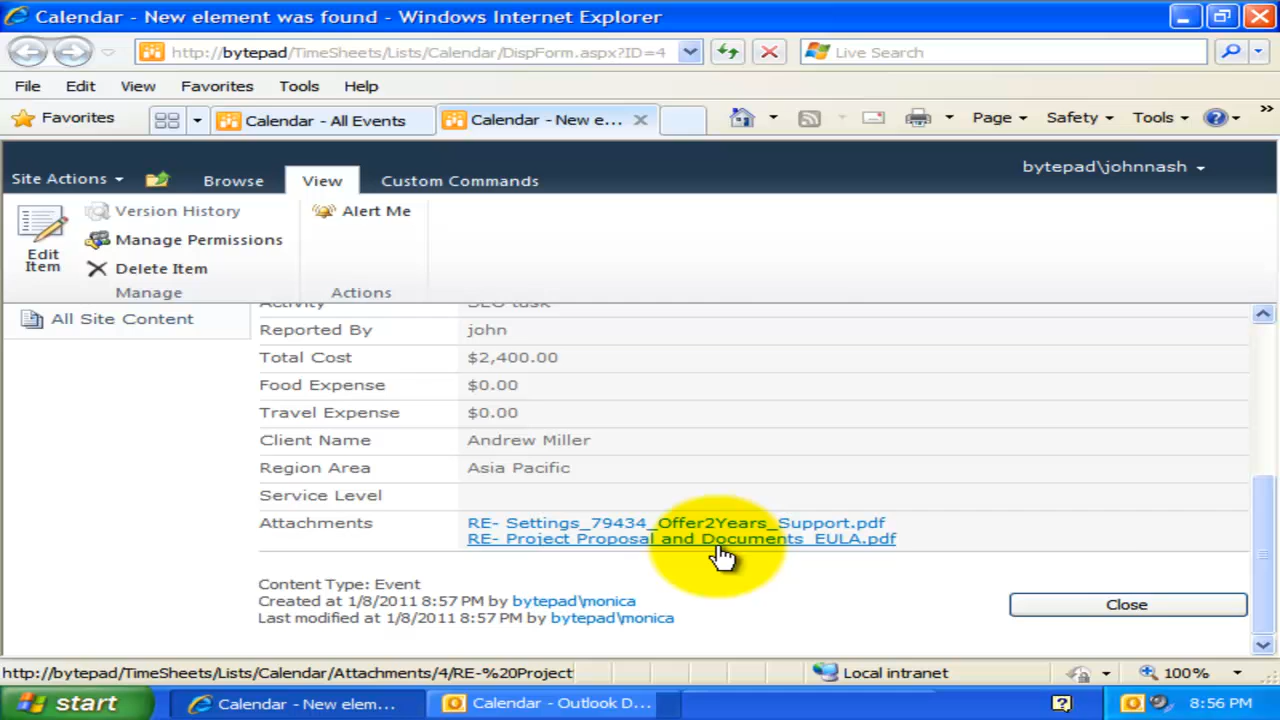 Calendar - New element was found - Windows Internet Explorer
http://bytepad/TimeSheets/Lists/Calendar/DispForm.aspx?ID=4
Live Search
File Edit View Favorites Tools Help
Favorites
Calendar - All Events
Calendar - New e...
Page Safety Tools
»
Site Actions
Browse
View
Custom Commands
bytepad\johnnash
Edit Item
Version History
Manage Permissions
Delete Item
Manage
Alert Me
Actions
All Site Content
Activity SEO task
Reported By john
Total Cost $2,400.00
Food Expense $0.00
Travel Expense $0.00
Client Name Andrew Miller
Region Area Asia Pacific
Service Level
Attachments RE- Settings_79434_Offer2Years_Support.pdf
RE- Project Proposal and Documents_EULA.pdf
Content Type: Event
Created at 1/8/2011 8:57 PM by bytepad\monica
Last modified at 1/8/2011 8:57 PM by bytepad\monica
Close
http://bytepad/TimeSheets/Lists/Calendar/Attachments/4/RE-%20Project
Local intranet
100%
start
Calendar - New elem...
Calendar - Outlook D...
8:56 PM